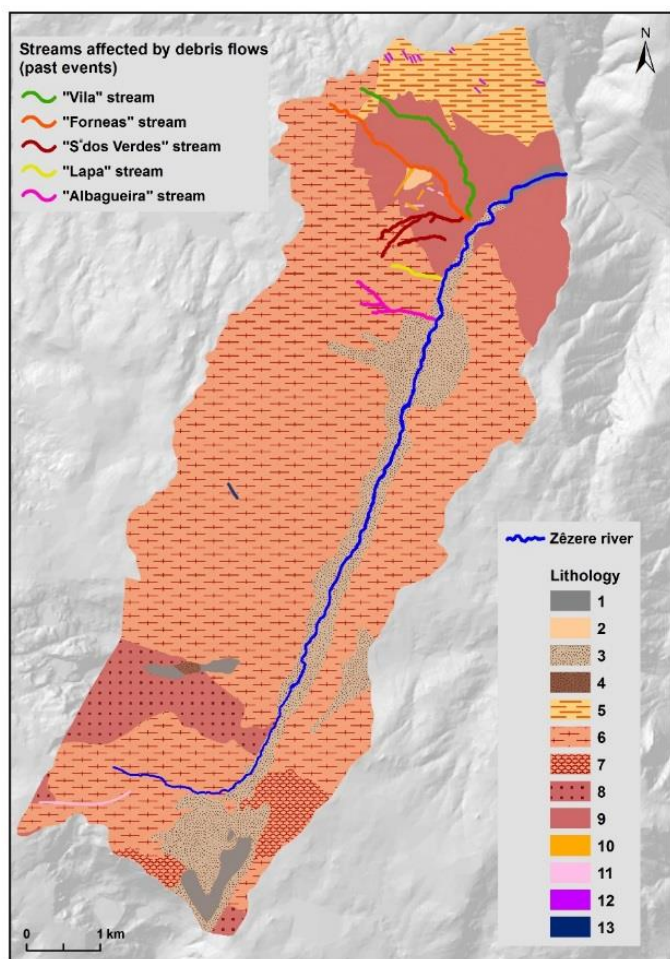 Streams affected by debris flows
(past events)
"Vila" stream
"Forneas" stream
"Sªdos Verdes" stream
"Lapa" stream
"Albagueira" stream
N
Zêzere river
Lithology
1
2
3
4
5
6
7
8
9
10
11
12
13
0 1 km